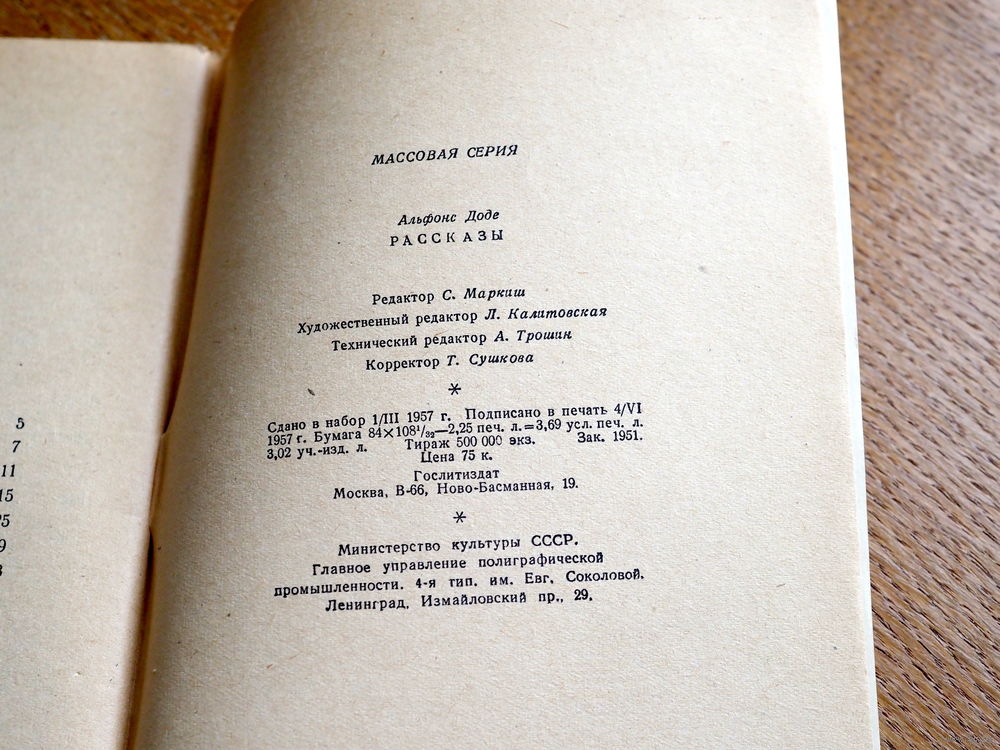 5
7
11
15
МАССОВАЯ СЕРИЯ
Альфонс Доде
РАССКАЗЫ
Редактор С. Маркиш
Художественный редактор Л. Калитовская
Технический редактор А. Трошин
Корректор Т. Сушкова
*
Сдано в набор 1/III 1957 г. Подписано в печать 4/VI
1957 г. Бумага 84×108¹/₃₂—2,25 печ. л.=3,69 усл. печ. л.
3,02 уч.-изд. л. Тираж 500 000 экз. Зак. 1951.
Цена 75 к.
Гослитиздат
Москва, В-66, Ново-Басманная, 19.
*
Министерство культуры СССР.
Главное управление полиграфической
промышленности. 4-я тип. им. Евг. Соколовой.
Ленинград, Измайловский пр., 29.